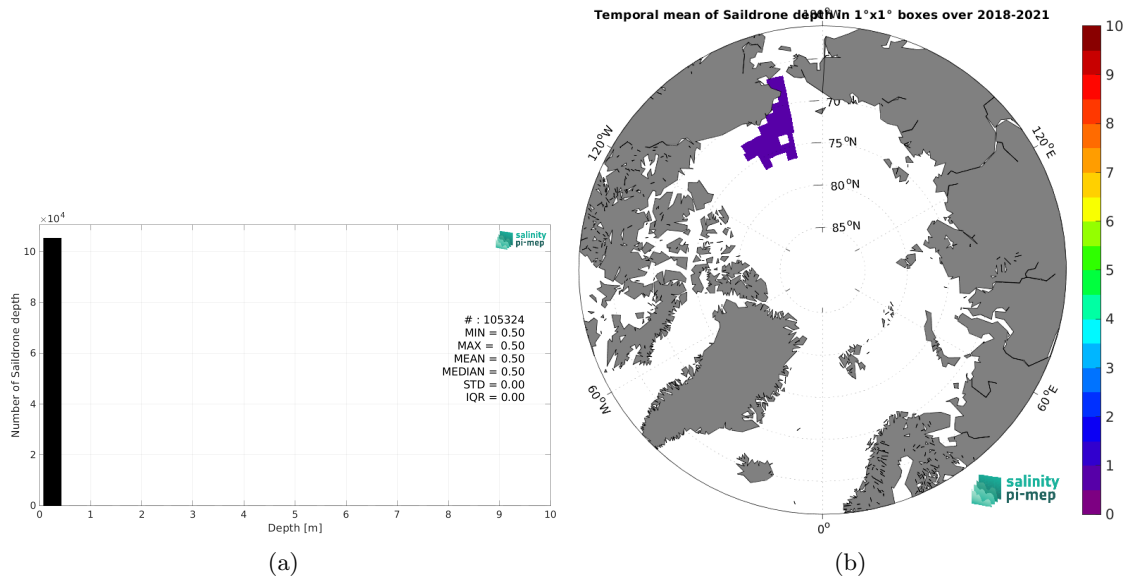 ×10⁴
10
8
6
4
2
0
Number of Saildrone depth
salinity
pi-mep
# : 105324
MIN = 0.50
MAX =  0.50
MEAN = 0.50
MEDIAN = 0.50
STD = 0.00
IQR = 0.00
0 1 2 3 4 5 6 7 8 9 10
Depth [m]
(a)
Temporal mean of Saildrone depth in 1°x1° boxes over 2018-2021
180°W
120°W
120°E
70°N
75°N
80°N
85°N
60°W
60°E
0°
salinity
pi-mep
10
9
8
7
6
5
4
3
2
1
0
(b)